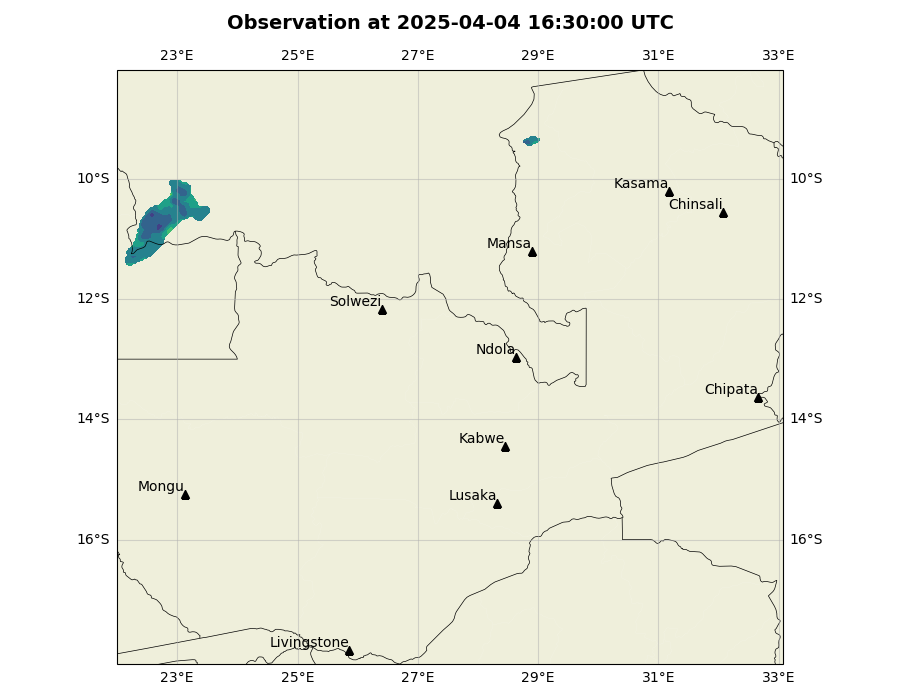 Observation at 2025-04-04 16:30:00 UTC
23°E 25°E 27°E 29°E 31°E 33°E
10°S 10°S
Kasama
Chinsali
Mansa
12°S 12°S
Solwezi
Ndola
Chipata
14°S 14°S
Kabwe
Mongu
Lusaka
16°S 16°S
Livingstone
23°E 25°E 27°E 29°E 31°E 33°E